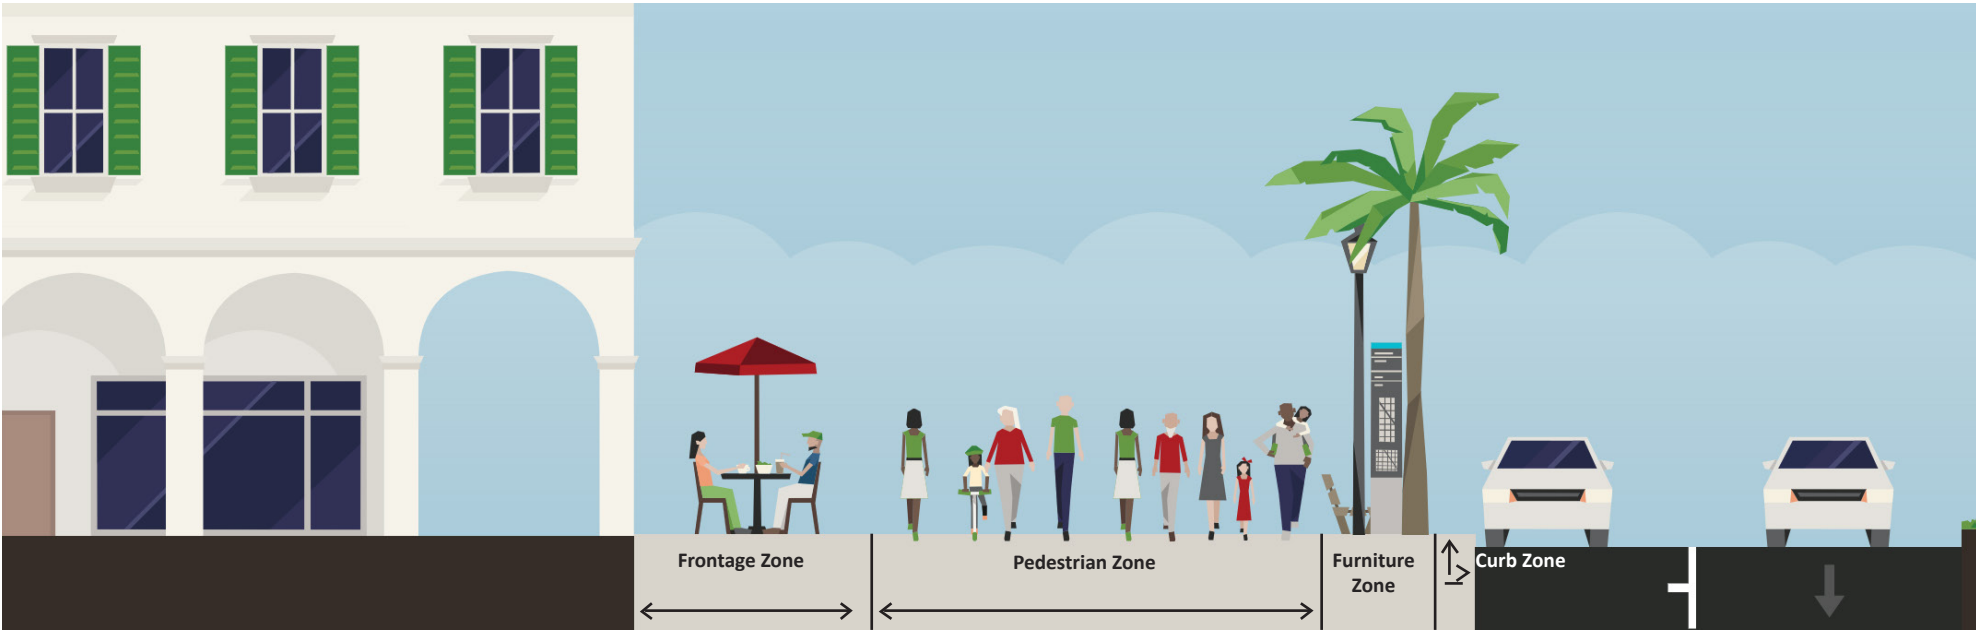 Frontage Zone
Pedestrian Zone
Furniture
Zone
Curb Zone